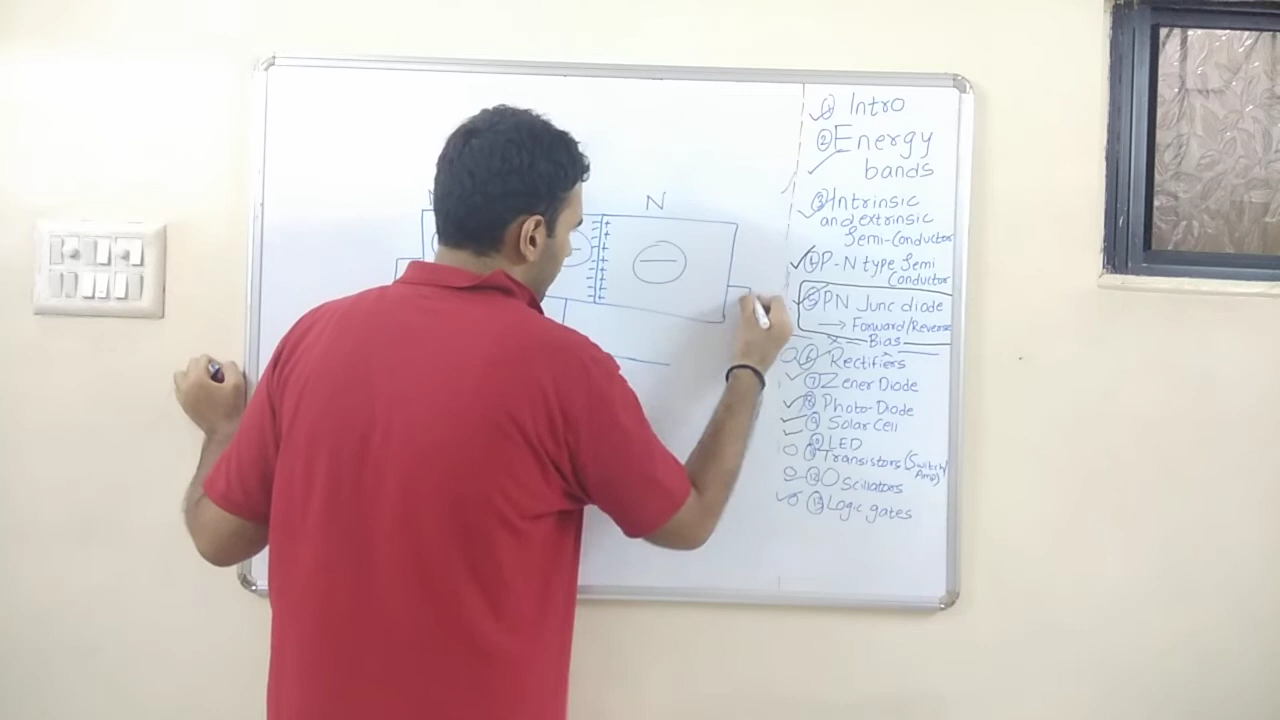 N
① Intro
② Energy
bands
③ Intrinsic
and extrinsic
Semi-Conductor
④ P-N type Semi
Conductor
⑤ PN Junc diode
→ Forward/Reverse
Bias
⑥ Rectifiers
⑦ Zener Diode
⑧ Photo-Diode
⑨ Solar Cell
⑩ LED
⑪ Transistors (Switch/
Amp)
⑫ Oscillators
⑬ Logic gates